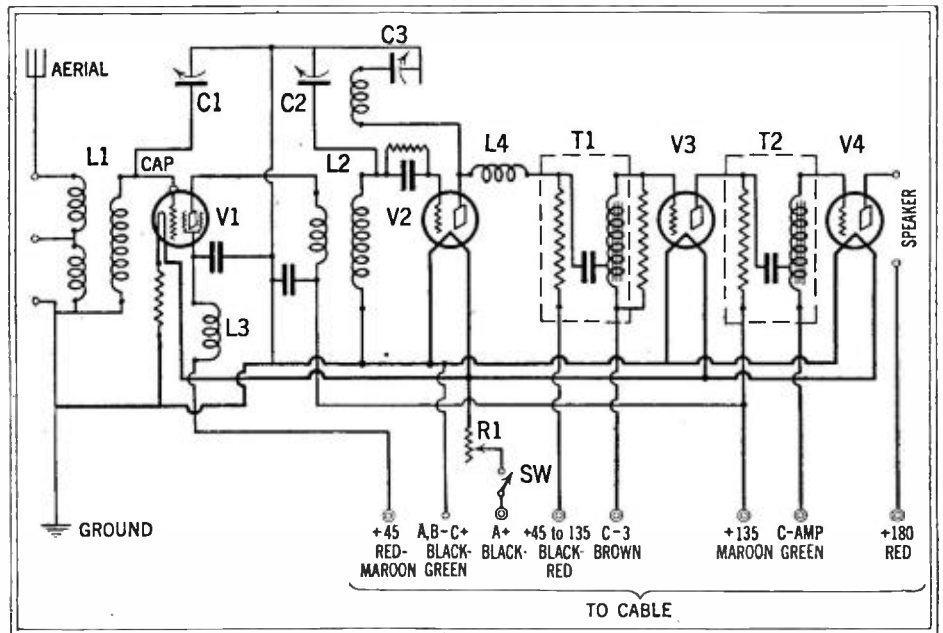 C3
AERIAL
C1
C2
L1
CAP
L2
L4
T1
V3
T2
V4
V1
V2
SPEAKER
L3
R1
SW
GROUND
+45 RED-MAROON
A,B-C+ BLACK-GREEN
A+ BLACK-
+45 to 135 BLACK-RED
C-3 BROWN
+135 MAROON
C-AMP GREEN
+180 RED
TO CABLE